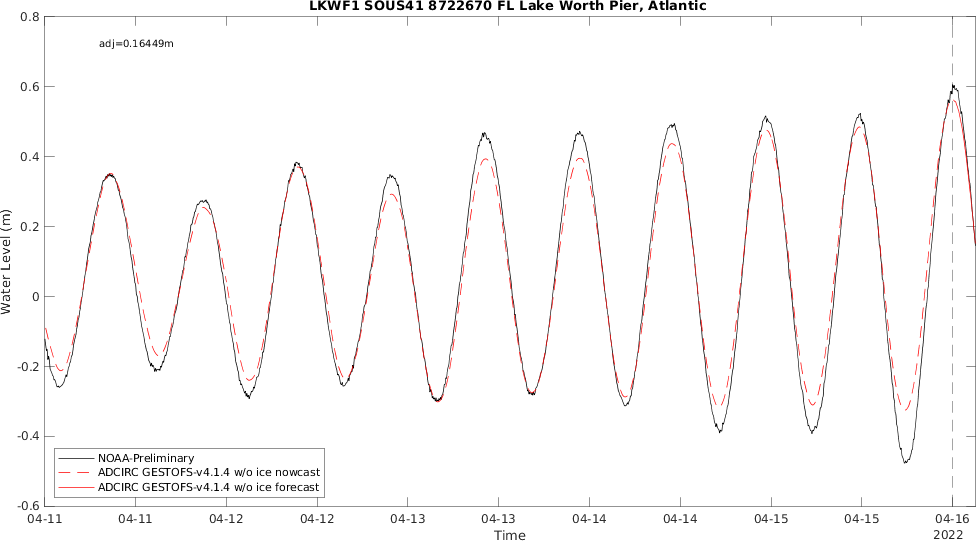 LKWF1 SOUS41 8722670 FL Lake Worth Pier, Atlantic
0.8
adj=0.16449m
0.6
0.4
0.2
0
-0.2
-0.4
-0.6
Water Level (m)
NOAA-Preliminary
ADCIRC GESTOFS-v4.1.4 w/o ice nowcast
ADCIRC GESTOFS-v4.1.4 w/o ice forecast
04-11 04-11 04-12 04-12 04-13 04-13 04-14 04-14 04-15 04-15 04-16
Time
2022